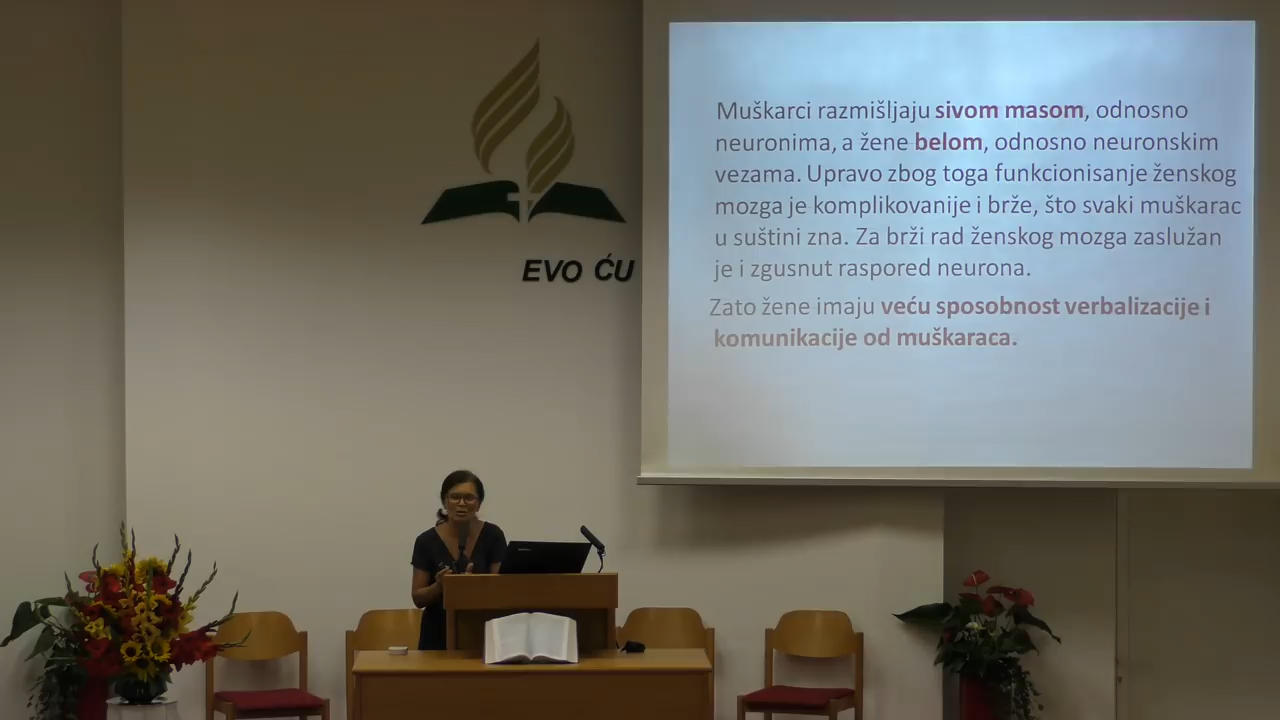 EVO ĆU
Muškarci razmišljaju sivom masom, odnosno
neuronima, a žene belom, odnosno neuronskim
vezama. Upravo zbog toga funkcionisanje ženskog
mozga je komplikovanije i brže, što svaki muškarac
u suštini zna. Za brži rad ženskog mozga zaslužan
je i zgusnut raspored neurona.
Zato žene imaju veću sposobnost verbalizacije i
komunikacije od muškaraca.